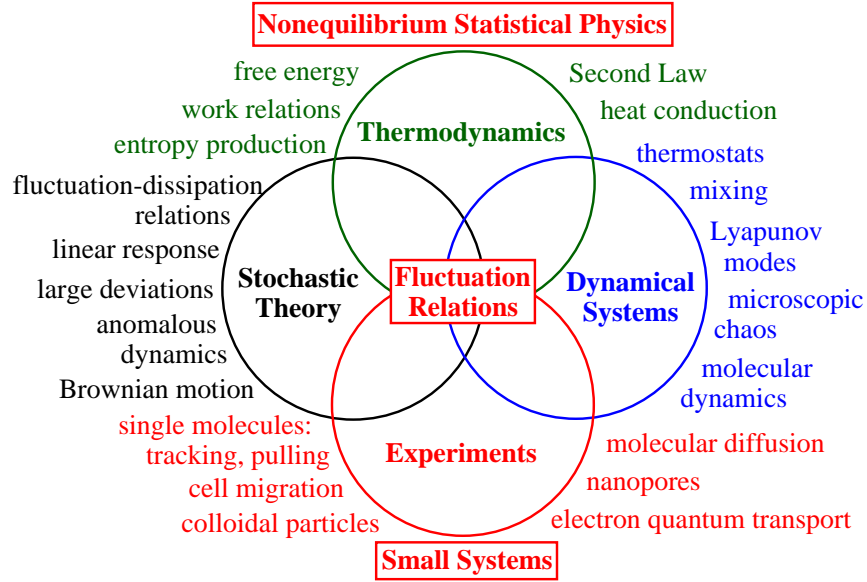 Nonequilibrium Statistical Physics
free energy
work relations
entropy production
Second Law
heat conduction
Thermodynamics
fluctuation-dissipation
relations
linear response
large deviations
anomalous
dynamics
Brownian motion
Stochastic
Theory
Fluctuation
Relations
Dynamical
Systems
thermostats
mixing
Lyapunov
modes
microscopic
chaos
molecular
dynamics
single molecules:
tracking, pulling
cell migration
colloidal particles
Experiments
molecular diffusion
nanopores
electron quantum transport
Small Systems